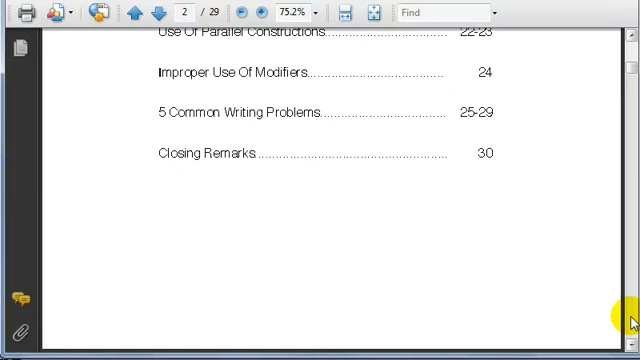 2 / 29 75.2% Find
Use Of Parallel Constructions............................... 22-23
Improper Use Of Modifiers..................................... 24
5 Common Writing Problems.................................. 25-29
Closing Remarks.................................................... 30